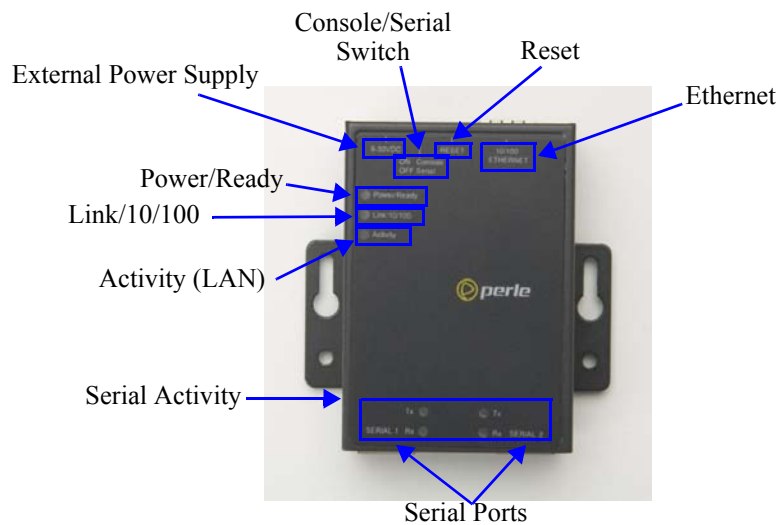 Console/Serial
Switch
Reset
External Power Supply
Ethernet
9-30VDC
RESET
10/100
ETHERNET
ON Console
OFF Serial
Power/Ready
Power/Ready
Link/10/100
Link/10/100
Activity
Activity (LAN)
perle
Serial Activity
Tx
Tx
SERIAL 1 Rx
Rx SERIAL 2
Serial Ports